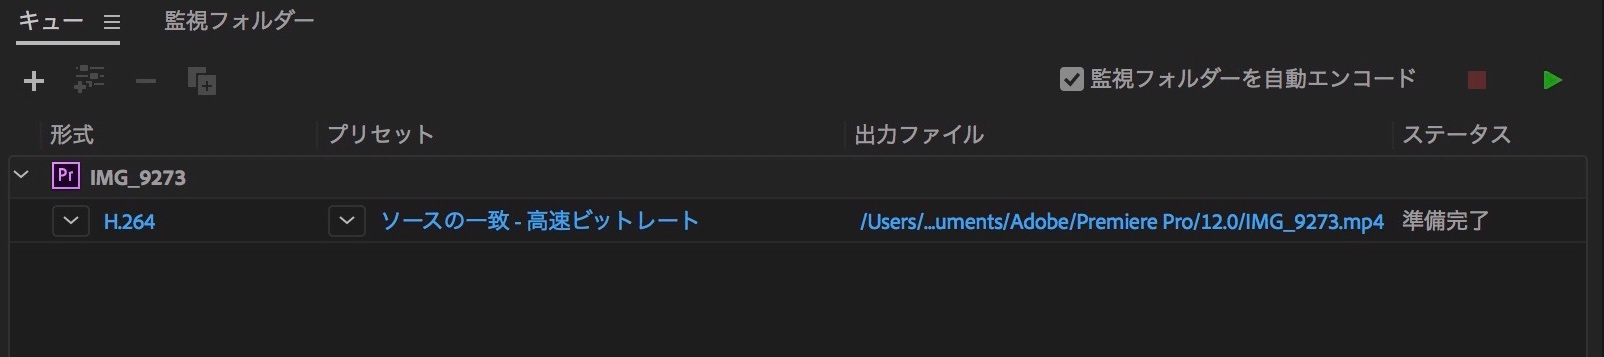 キュー 監視フォルダー
監視フォルダーを自動エンコード
形式 プリセット 出力ファイル ステータス
Pr IMG_9273
H.264 ソースの一致 - 高速ビットレート /Users/...uments/Adobe/Premiere Pro/12.0/IMG_9273.mp4 準備完了